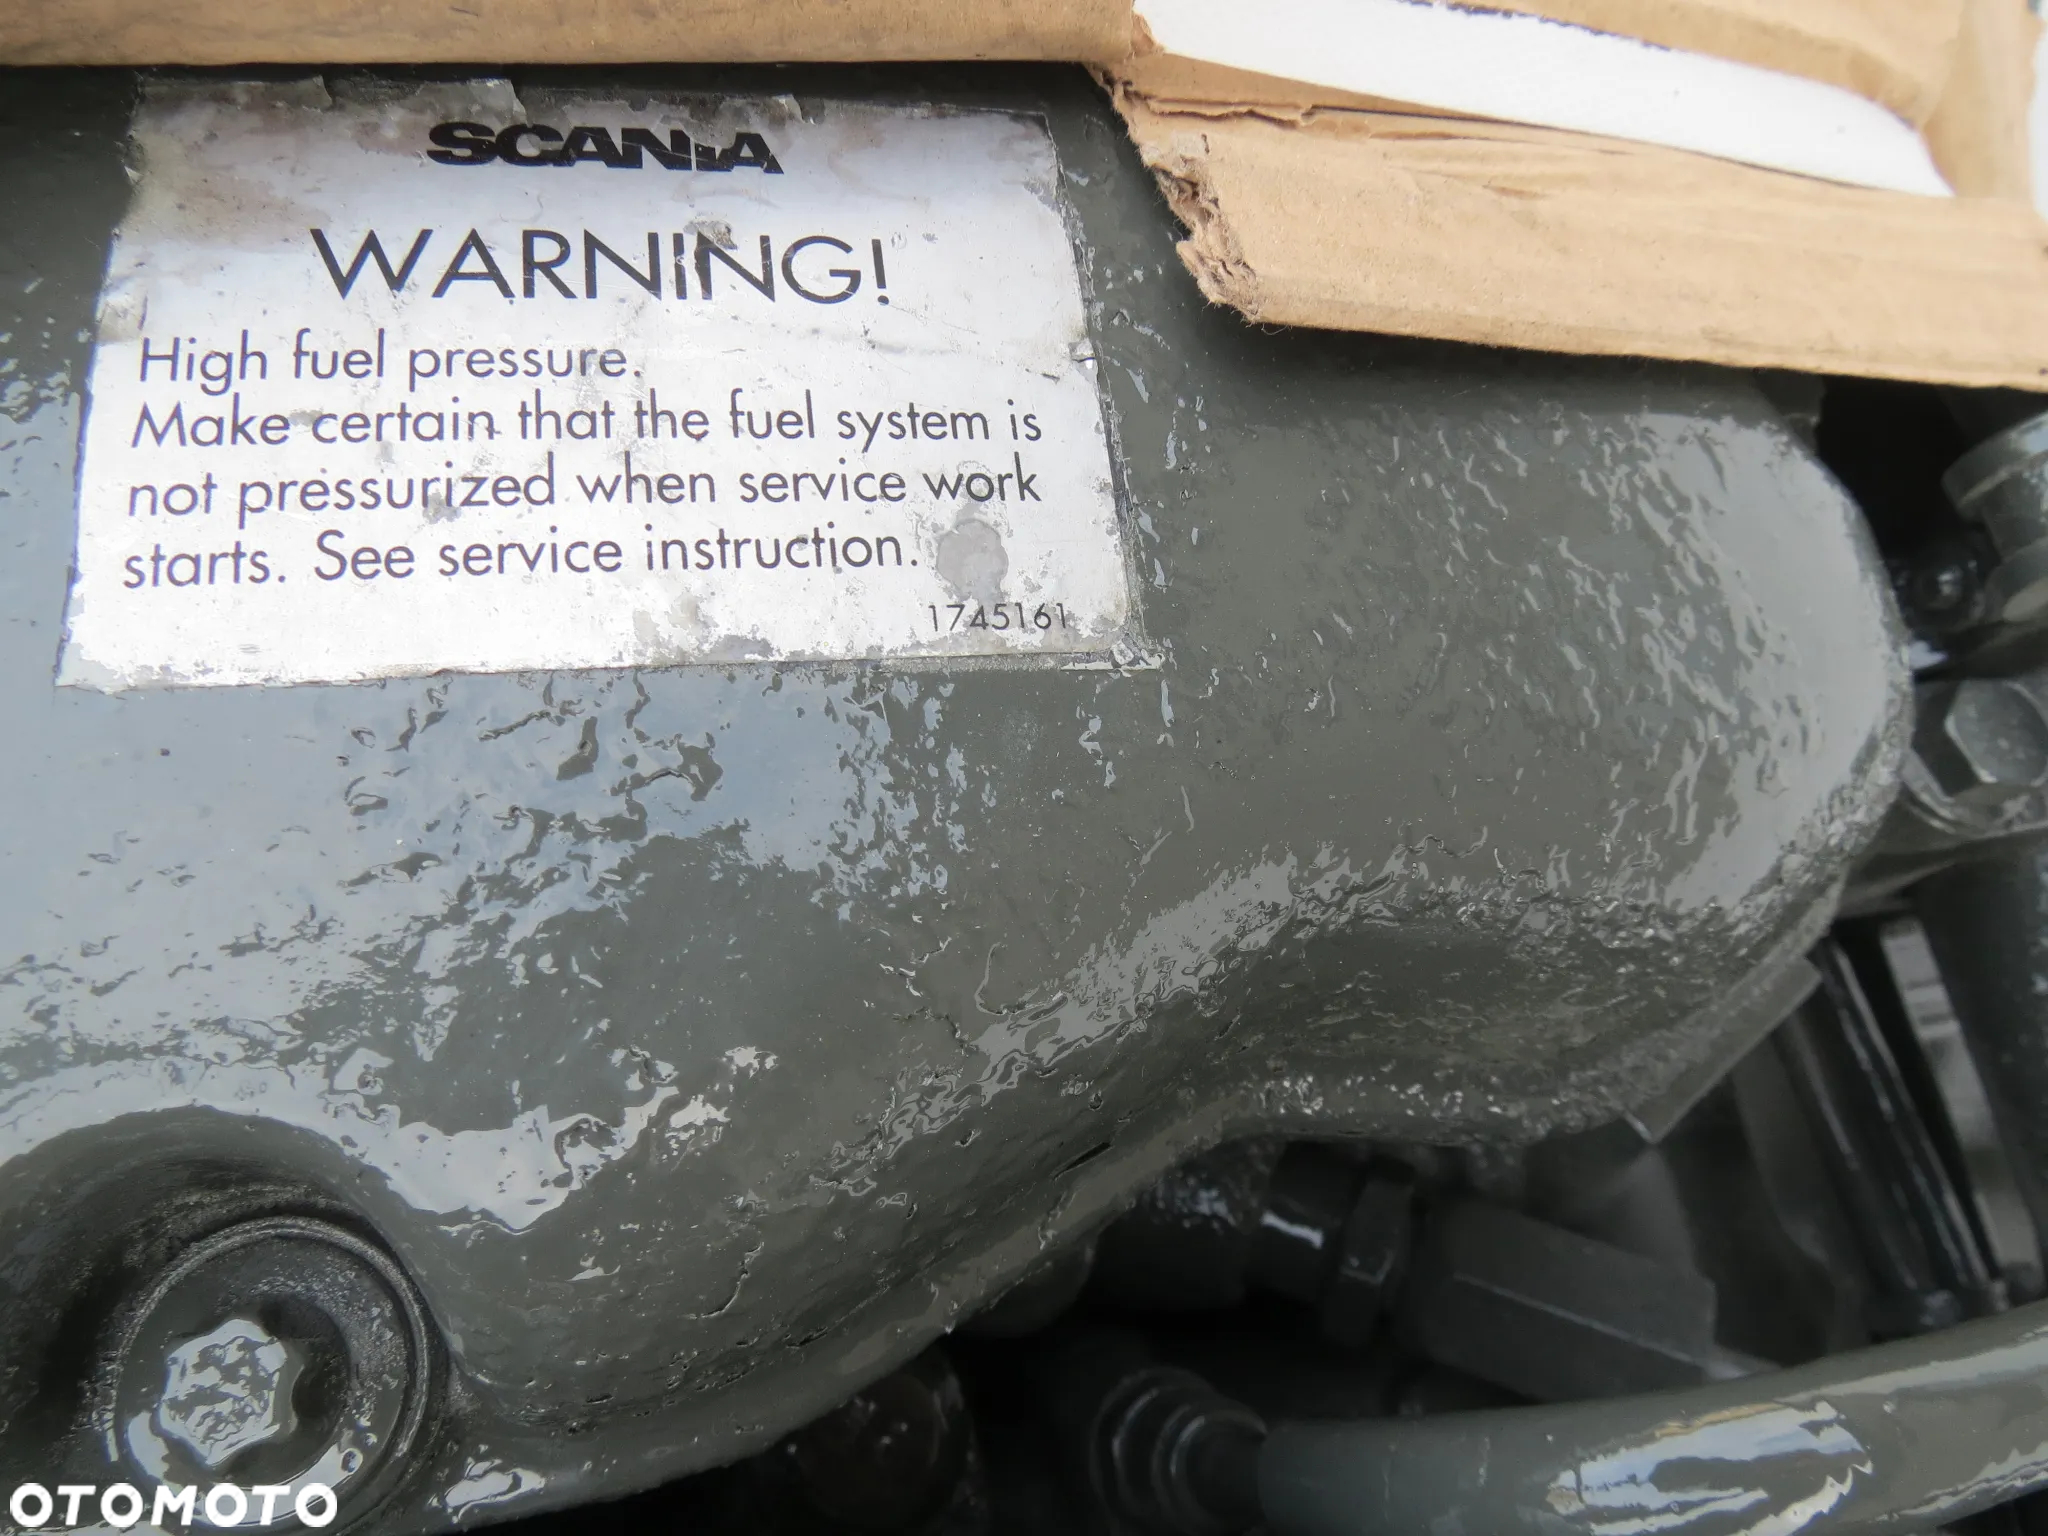 SCANIA
WARNING!
High fuel pressure.
Make certain that the fuel system is
not pressurized when service work
starts. See service instruction.
1745161
OTOMOTO